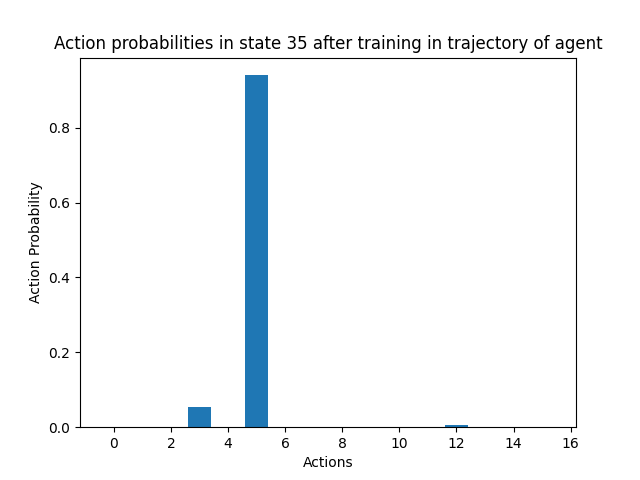 Action probabilities in state 35 after training in trajectory of agent
Action Probability
0.8
0.6
0.4
0.2
0.0
0 2 4 6 8 10 12 14 16
Actions